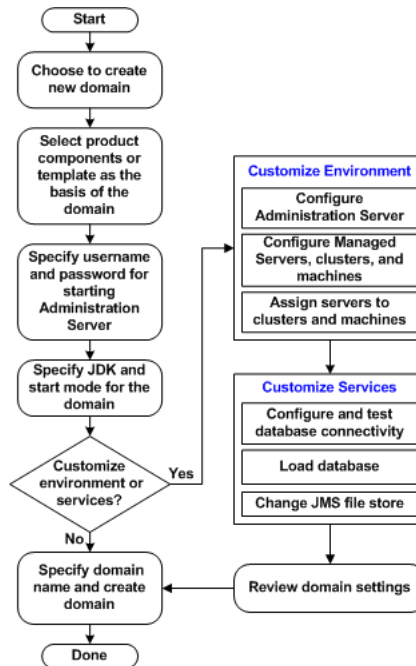 Start
Choose to create
new domain
Select product
components or
template as the
basis of the
domain
Specify username
and password for
starting
Administration
Server
Specify JDK and
start mode for the
domain
Customize
environment or
services?
Yes
No
Customize Environment
Configure
Administration Server
Configure Managed
Servers, clusters, and
machines
Assign servers to
clusters and machines
Customize Services
Configure and test
database connectivity
Load database
Change JMS file store
Review domain settings
Specify domain
name and create
domain
Done